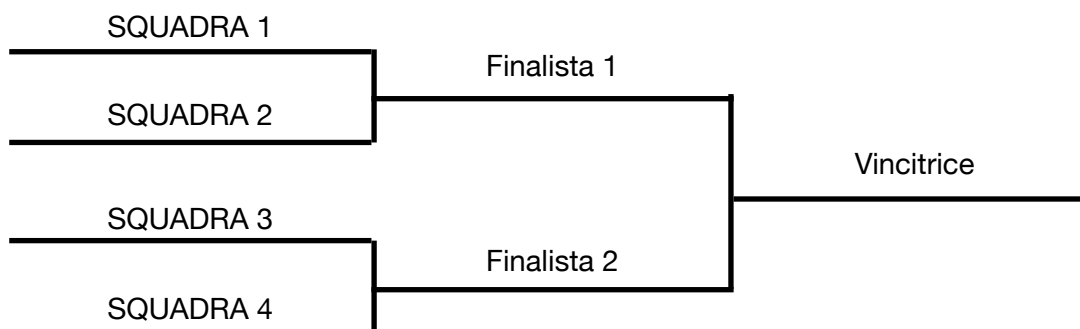 SQUADRA 1
Finalista 1
SQUADRA 2
Vincitrice
SQUADRA 3
Finalista 2
SQUADRA 4